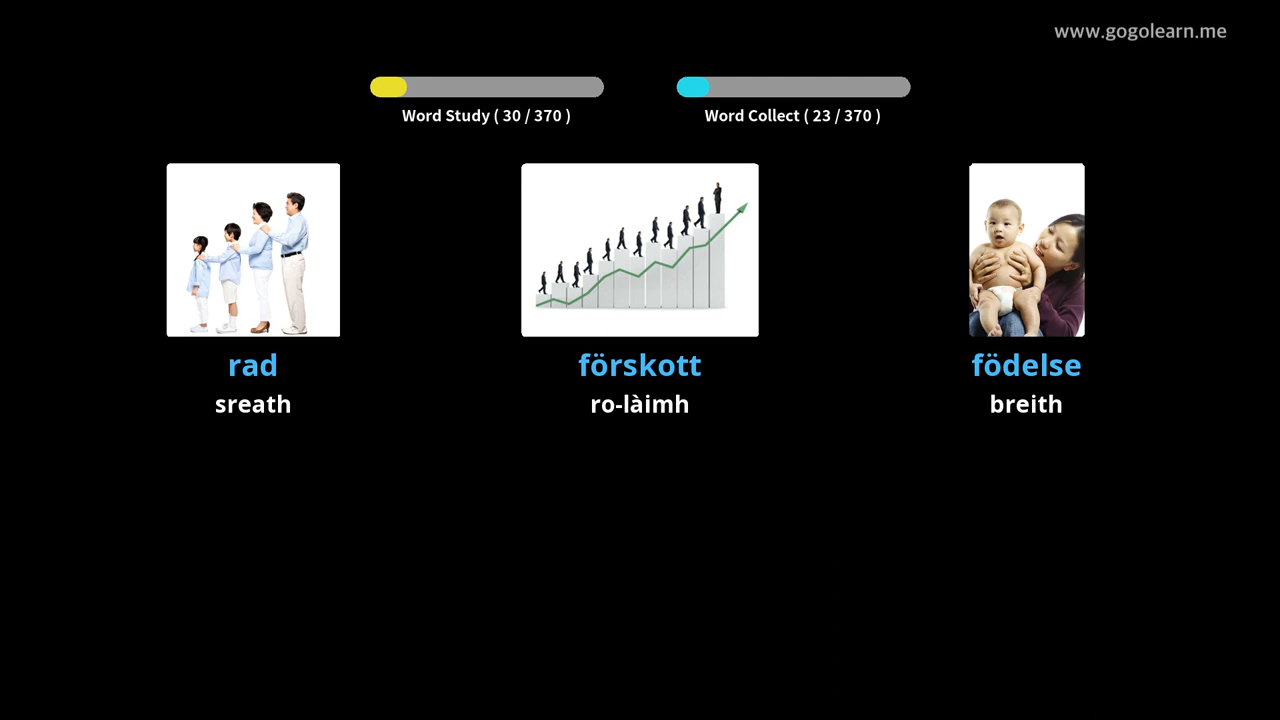 www.gogolearn.me
Word Study ( 30 / 370 )
Word Collect ( 23 / 370 )
rad
sreath
förskott
ro-làimh
födelse
breith